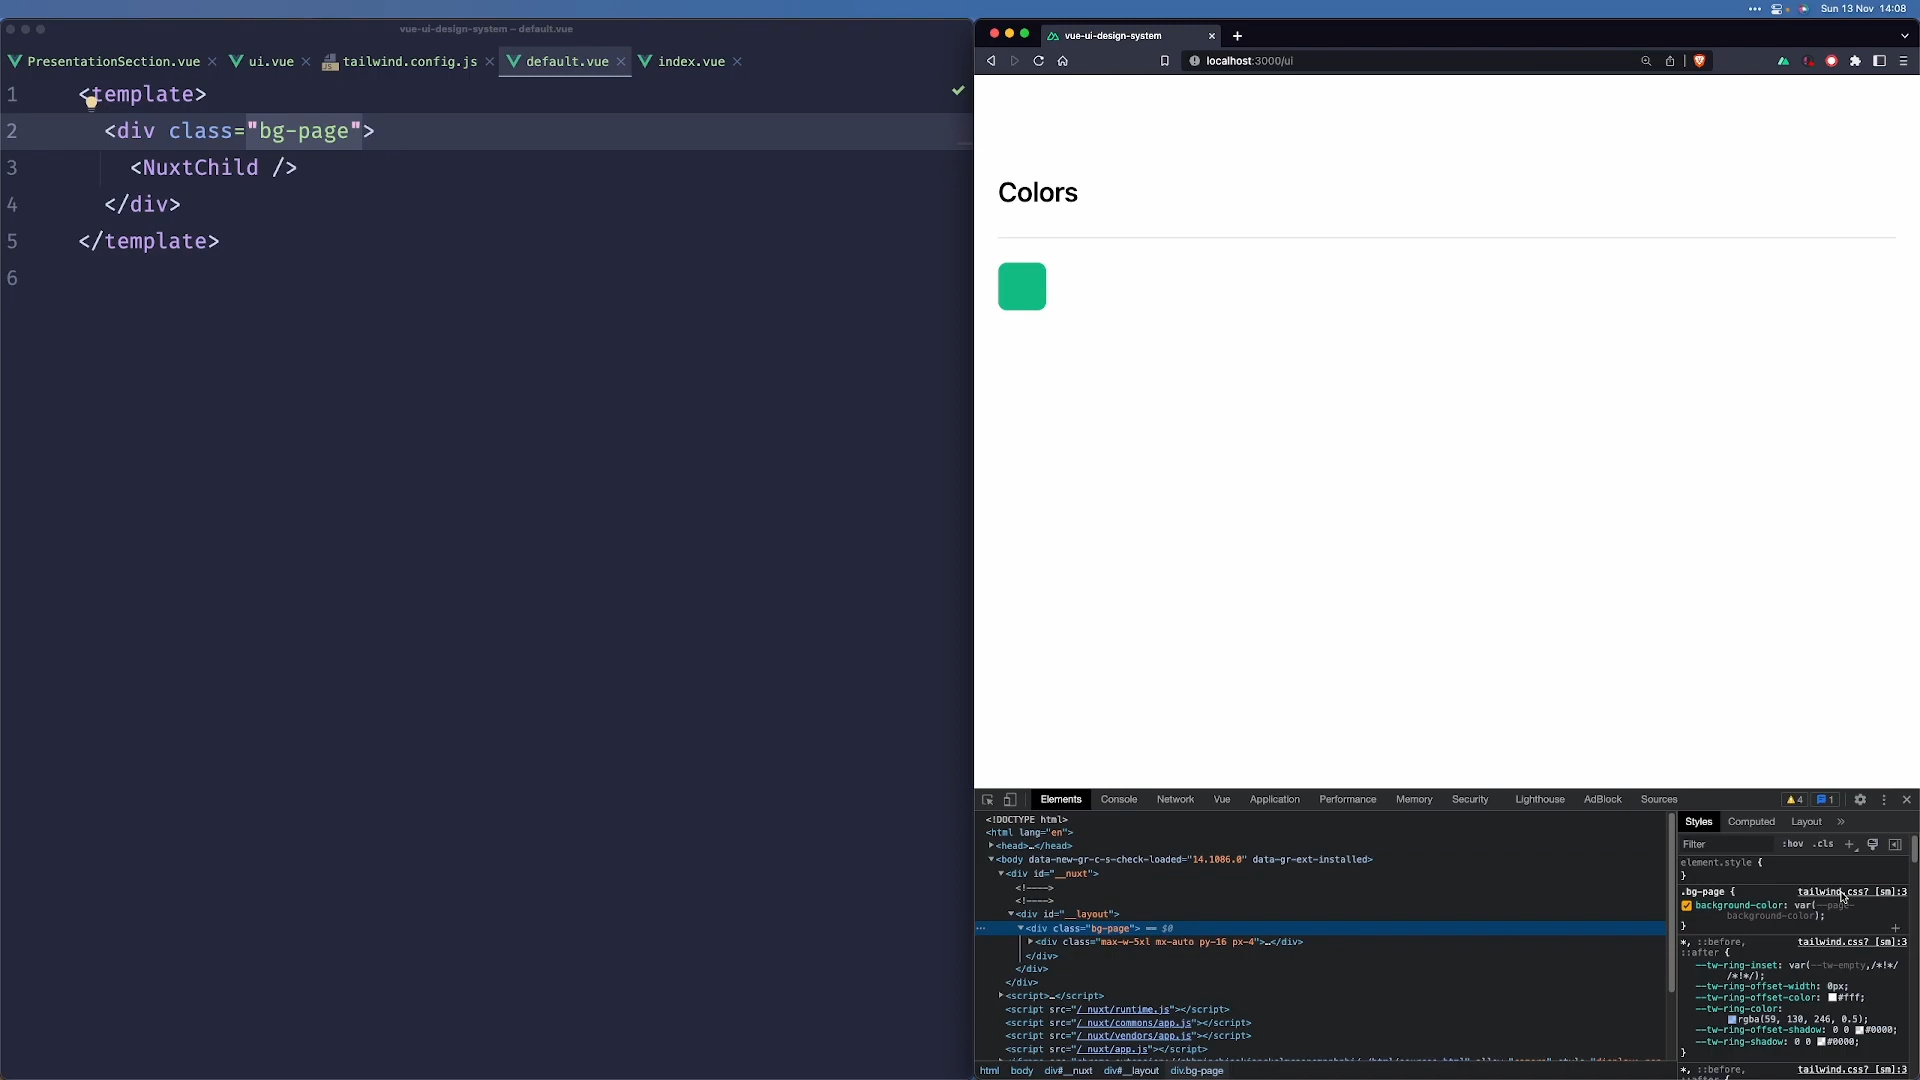 Sun 13 Nov 14:08
vue-ui-design-system – default.vue
PresentationSection.vue
ui.vue
tailwind.config.js
default.vue
index.vue
1 <template>
2 <div class="bg-page">
3 <NuxtChild />
4 </div>
5 </template>
6
vue-ui-design-system
localhost:3000/ui
Colors
Elements Console Network Vue Application Performance Memory Security Lighthouse AdBlock Sources 4 1
<!DOCTYPE html>
<html lang="en">
<head>…</head>
<body data-new-gr-c-s-check-loaded="14.1086.0" data-gr-ext-installed>
<div id="__nuxt">
<!---->
<!---->
<div id="__layout">
<div class="bg-page"> == $0
<div class="max-w-5xl mx-auto py-16 px-4">…</div>
</div>
</div>
</div>
<script>…</script>
<script src="/_nuxt/runtime.js"></script>
<script src="/_nuxt/commons/app.js"></script>
<script src="/_nuxt/vendors/app.js"></script>
<script src="/_nuxt/app.js"></script>
html body div#__nuxt div#__layout div.bg-page
Styles Computed Layout
Filter :hov .cls
element.style {
}
.bg-page { tailwind.css? [sm]:3
background-color: var(--page-
background-color);
}
*, ::before, tailwind.css? [sm]:3
::after {
--tw-ring-inset: var(--tw-empty,/*!*/
/*!*/);
--tw-ring-offset-width: 0px;
--tw-ring-offset-color: #fff;
--tw-ring-color:
rgba(59, 130, 246, 0.5);
--tw-ring-offset-shadow: 0 0 #0000;
--tw-ring-shadow: 0 0 #0000;
}
*, ::before, tailwind.css? [sm]:3